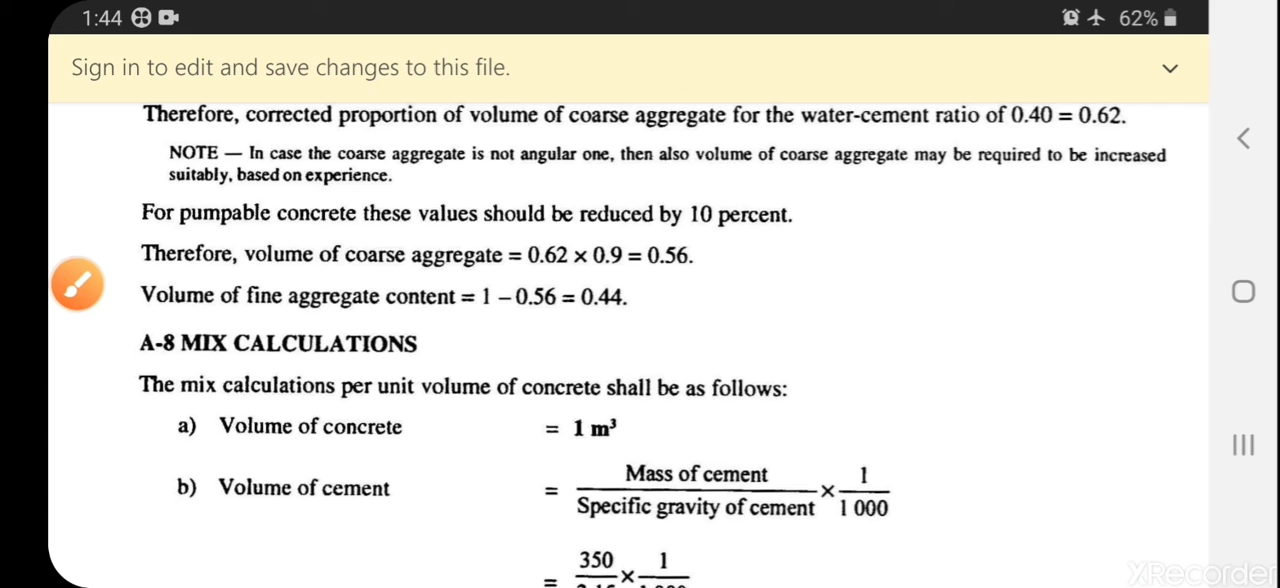 1:44
62%
Sign in to edit and save changes to this file.
Therefore, corrected proportion of volume of coarse aggregate for the water-cement ratio of 0.40 = 0.62.
NOTE — In case the coarse aggregate is not angular one, then also volume of coarse aggregate may be required to be increased
suitably, based on experience.
For pumpable concrete these values should be reduced by 10 percent.
Therefore, volume of coarse aggregate = 0.62 × 0.9 = 0.56.
Volume of fine aggregate content = 1 – 0.56 = 0.44.
A-8 MIX CALCULATIONS
The mix calculations per unit volume of concrete shall be as follows:
a) Volume of concrete = 1 m³
b) Volume of cement = Mass of cement / Specific gravity of cement × 1 / 1 000
= 350 × 1
XRecorder